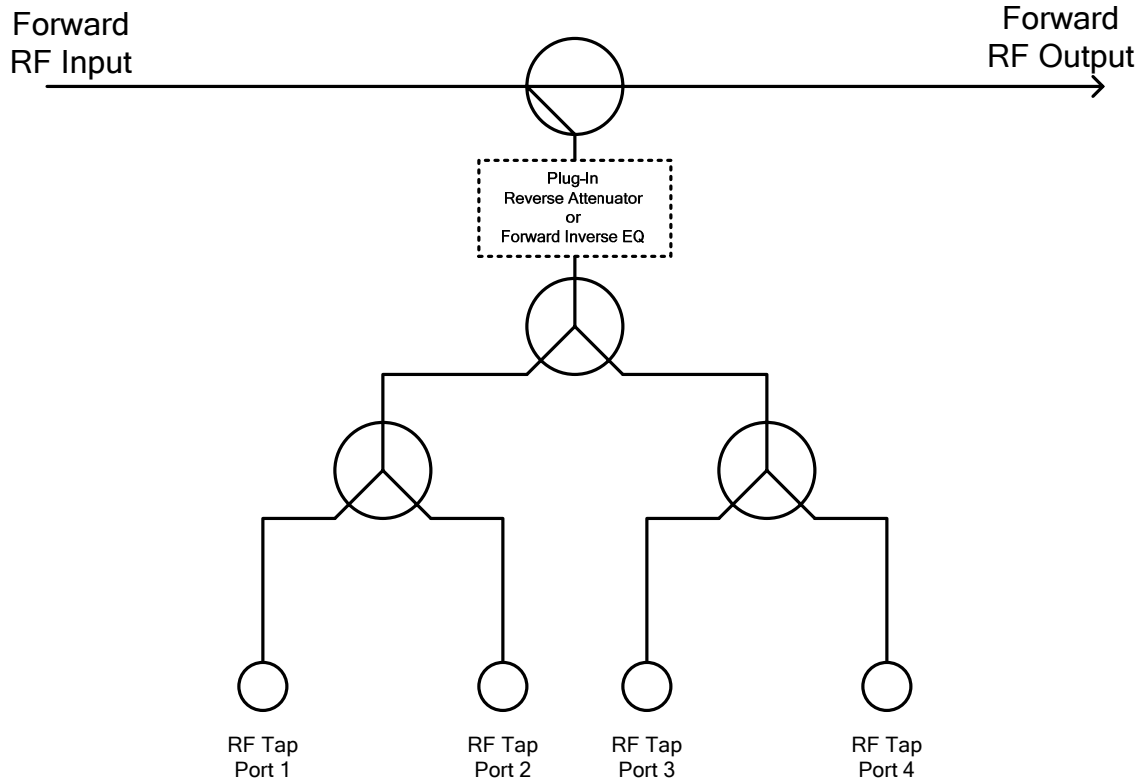 Forward
RF Input
Forward
RF Output
Plug-In
Reverse Attenuator
or
Forward Inverse EQ
RF Tap
Port 1
RF Tap
Port 2
RF Tap
Port 3
RF Tap
Port 4